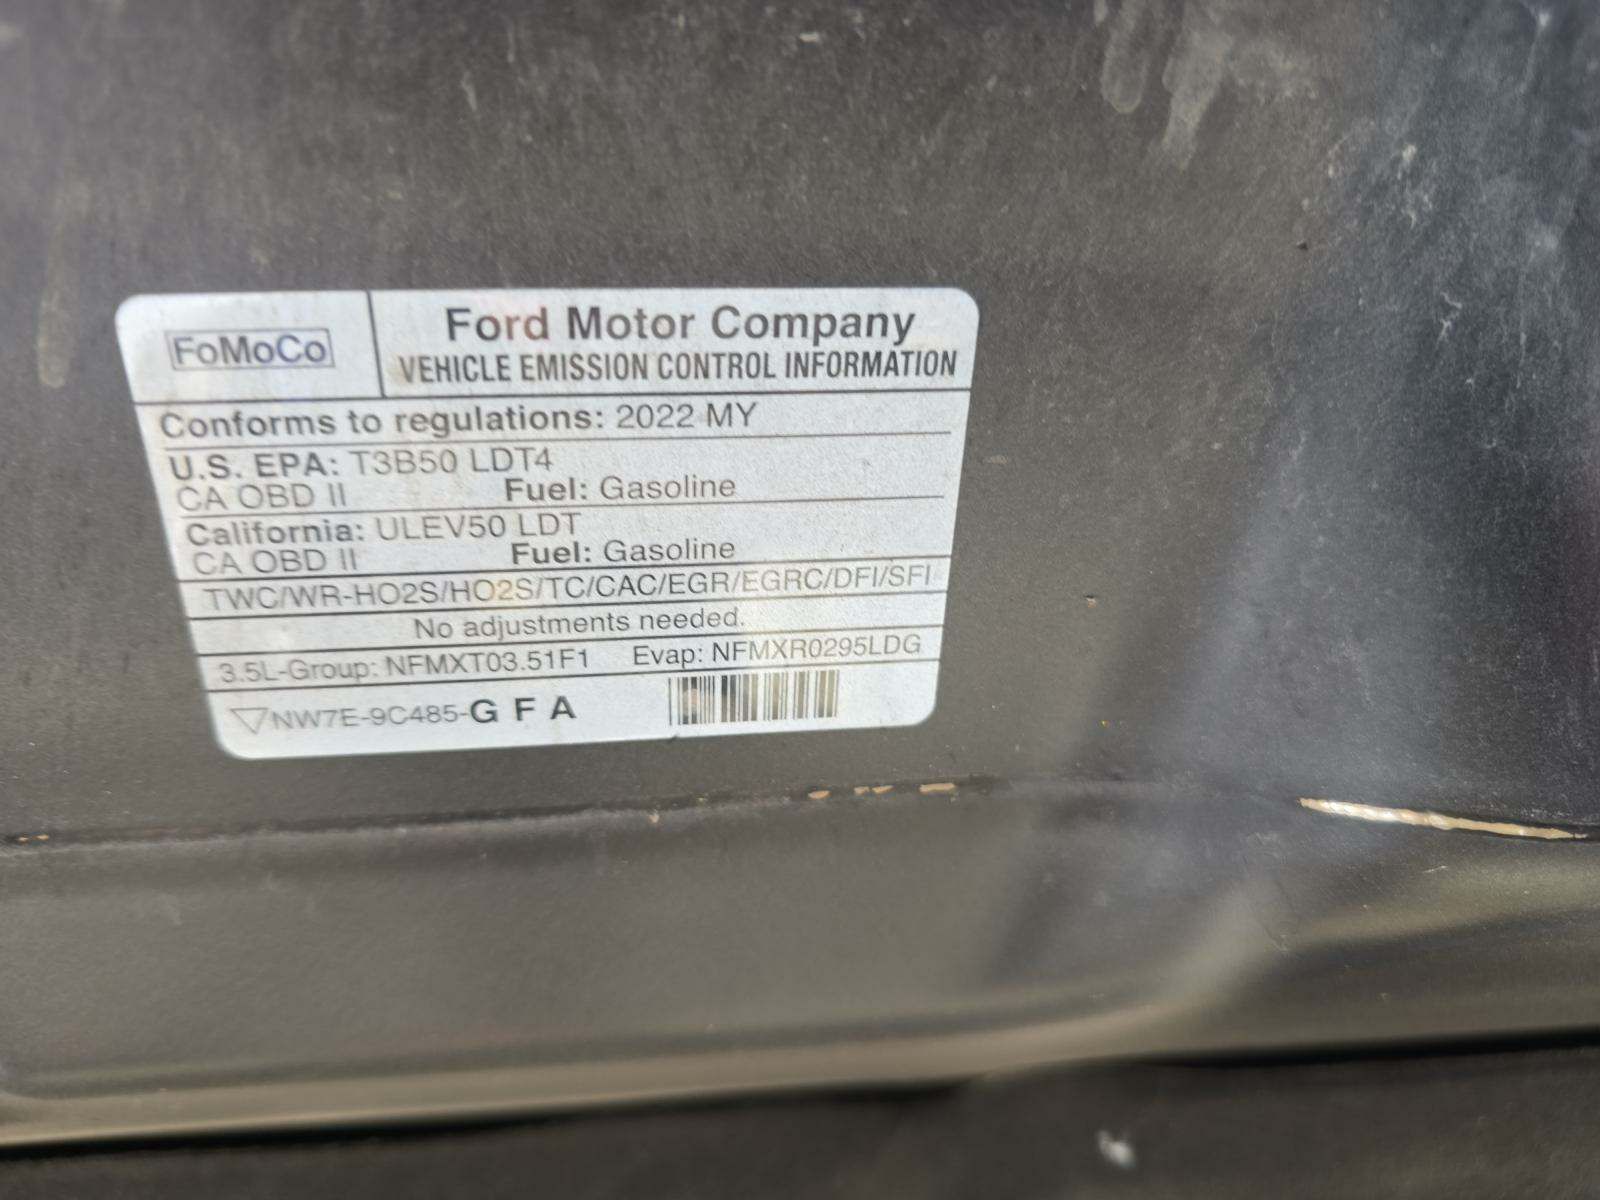 FoMoCo
Ford Motor Company
VEHICLE EMISSION CONTROL INFORMATION
Conforms to regulations: 2022 MY
U.S. EPA: T3B50 LDT4
CA OBD II Fuel: Gasoline
California: ULEV50 LDT
CA OBD II Fuel: Gasoline
TWC/WR-HO2S/HO2S/TC/CAC/EGR/EGRC/DFI/SFI
No adjustments needed.
3.5L-Group: NFMXT03.51F1 Evap: NFMXR0295LDG
NW7E-9C485-G F A